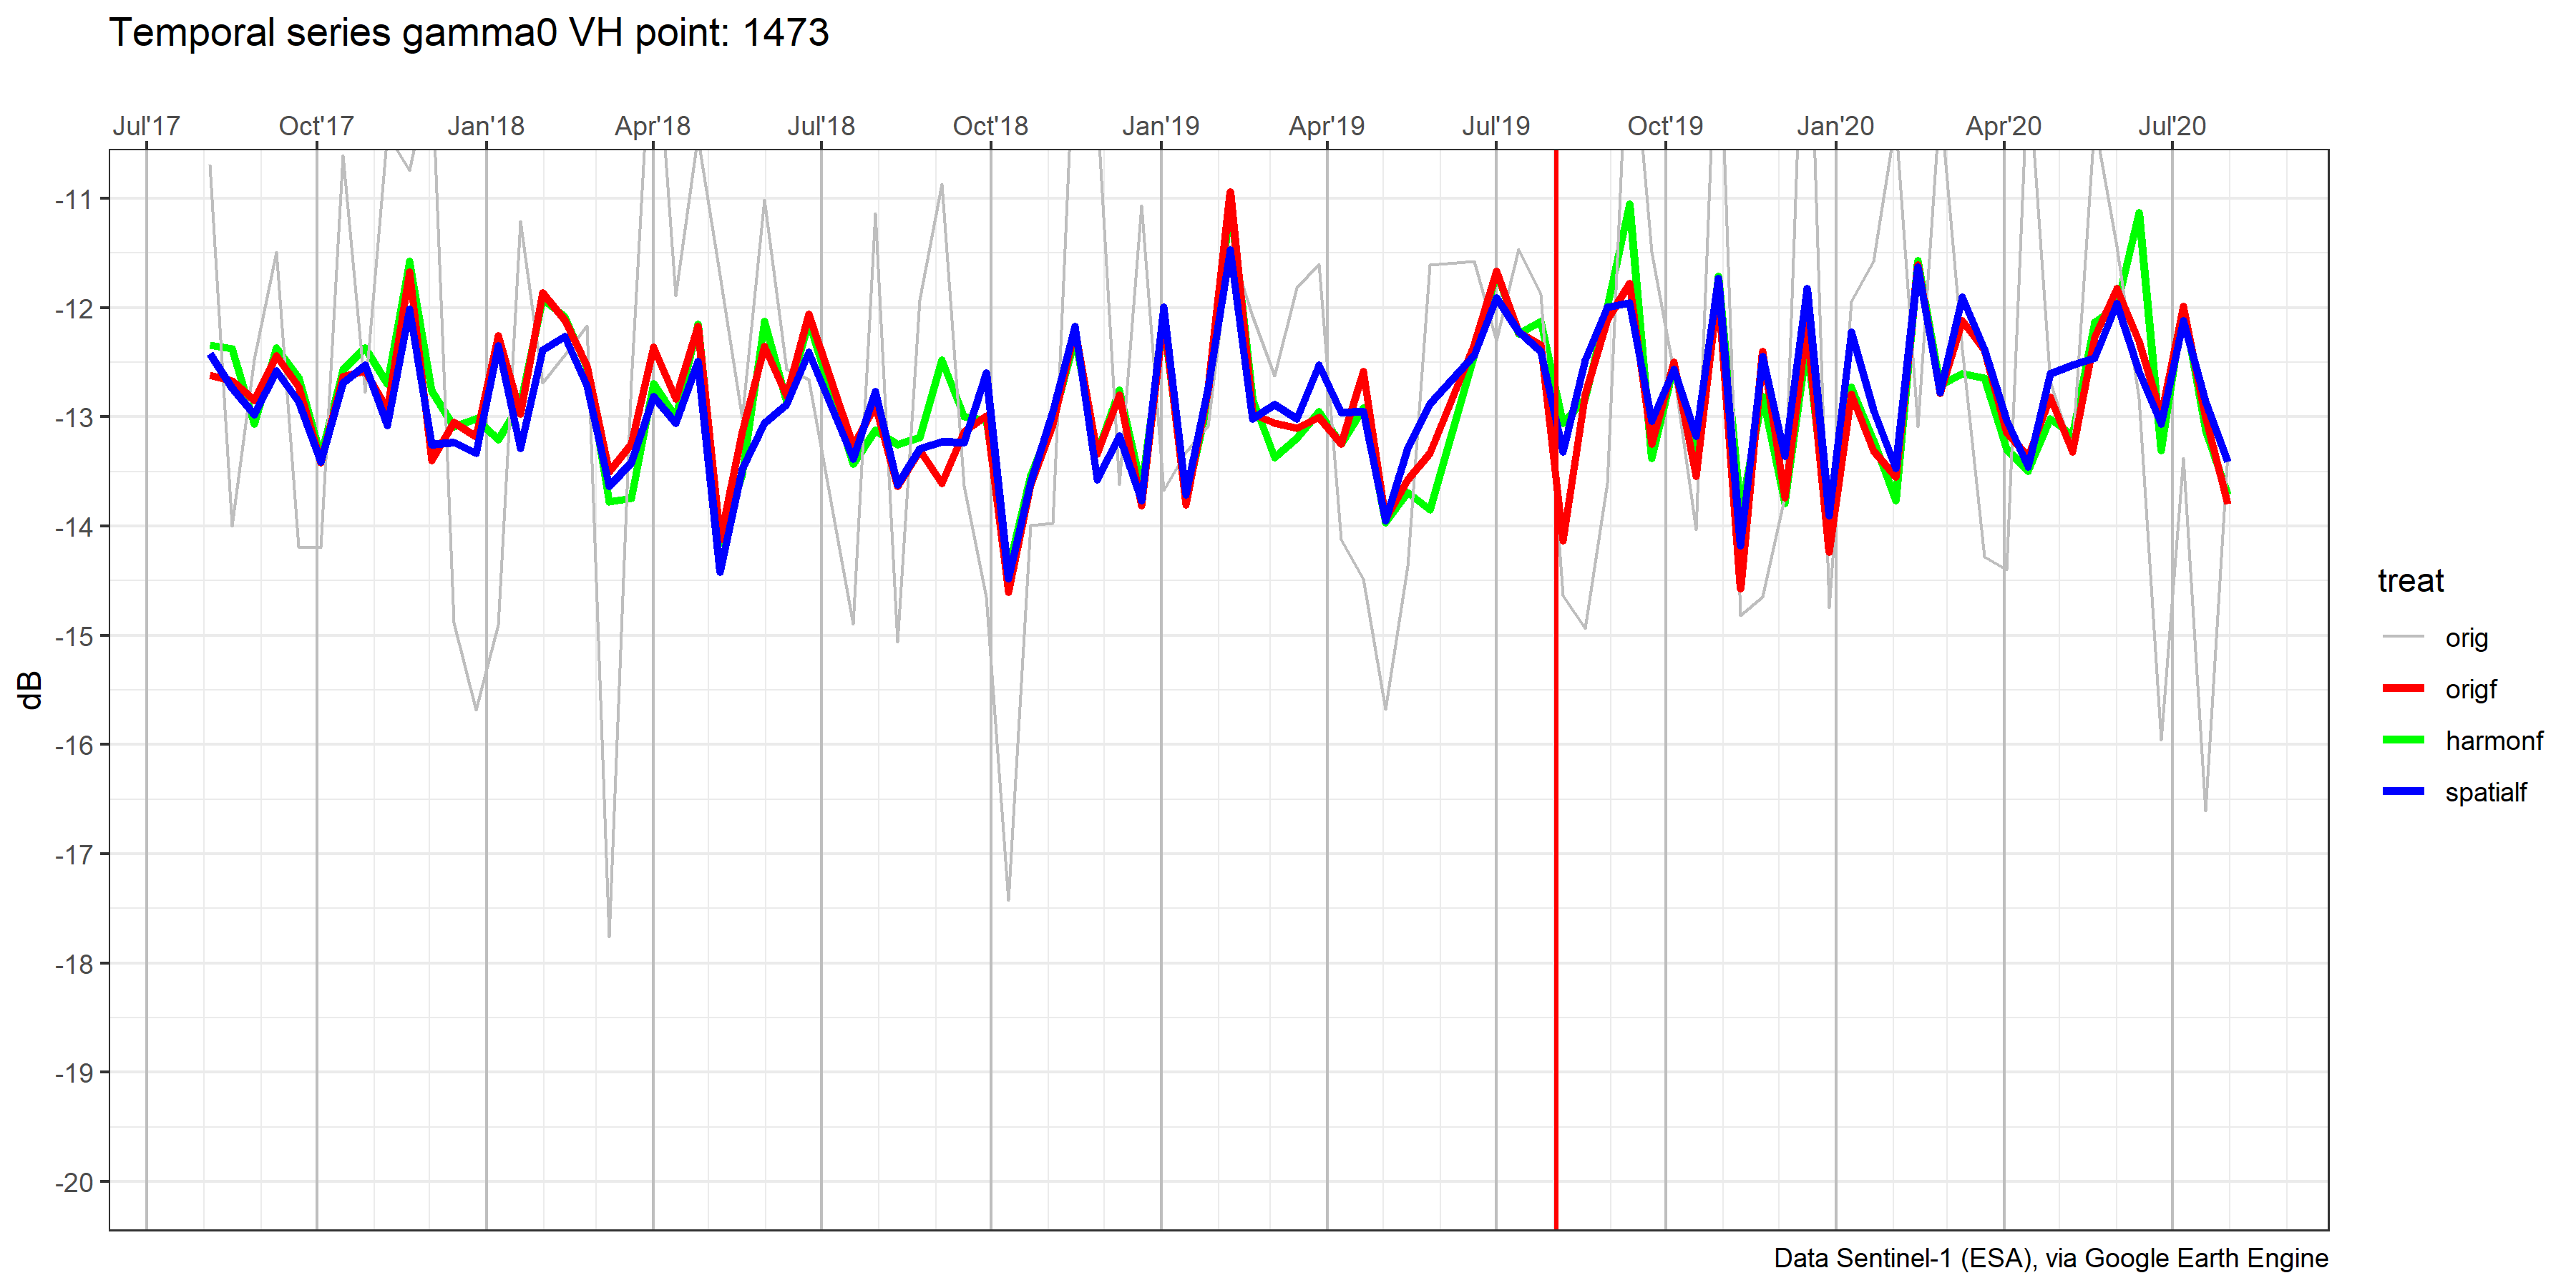 Temporal series gamma0 VH point: 1473
Jul'17 Oct'17 Jan'18 Apr'18 Jul'18 Oct'18 Jan'19 Apr'19 Jul'19 Oct'19 Jan'20 Apr'20 Jul'20
-11
-12
-13
-14
-15
-16
-17
-18
-19
-20
dB
treat
orig
origf
harmonf
spatialf
Data Sentinel-1 (ESA), via Google Earth Engine